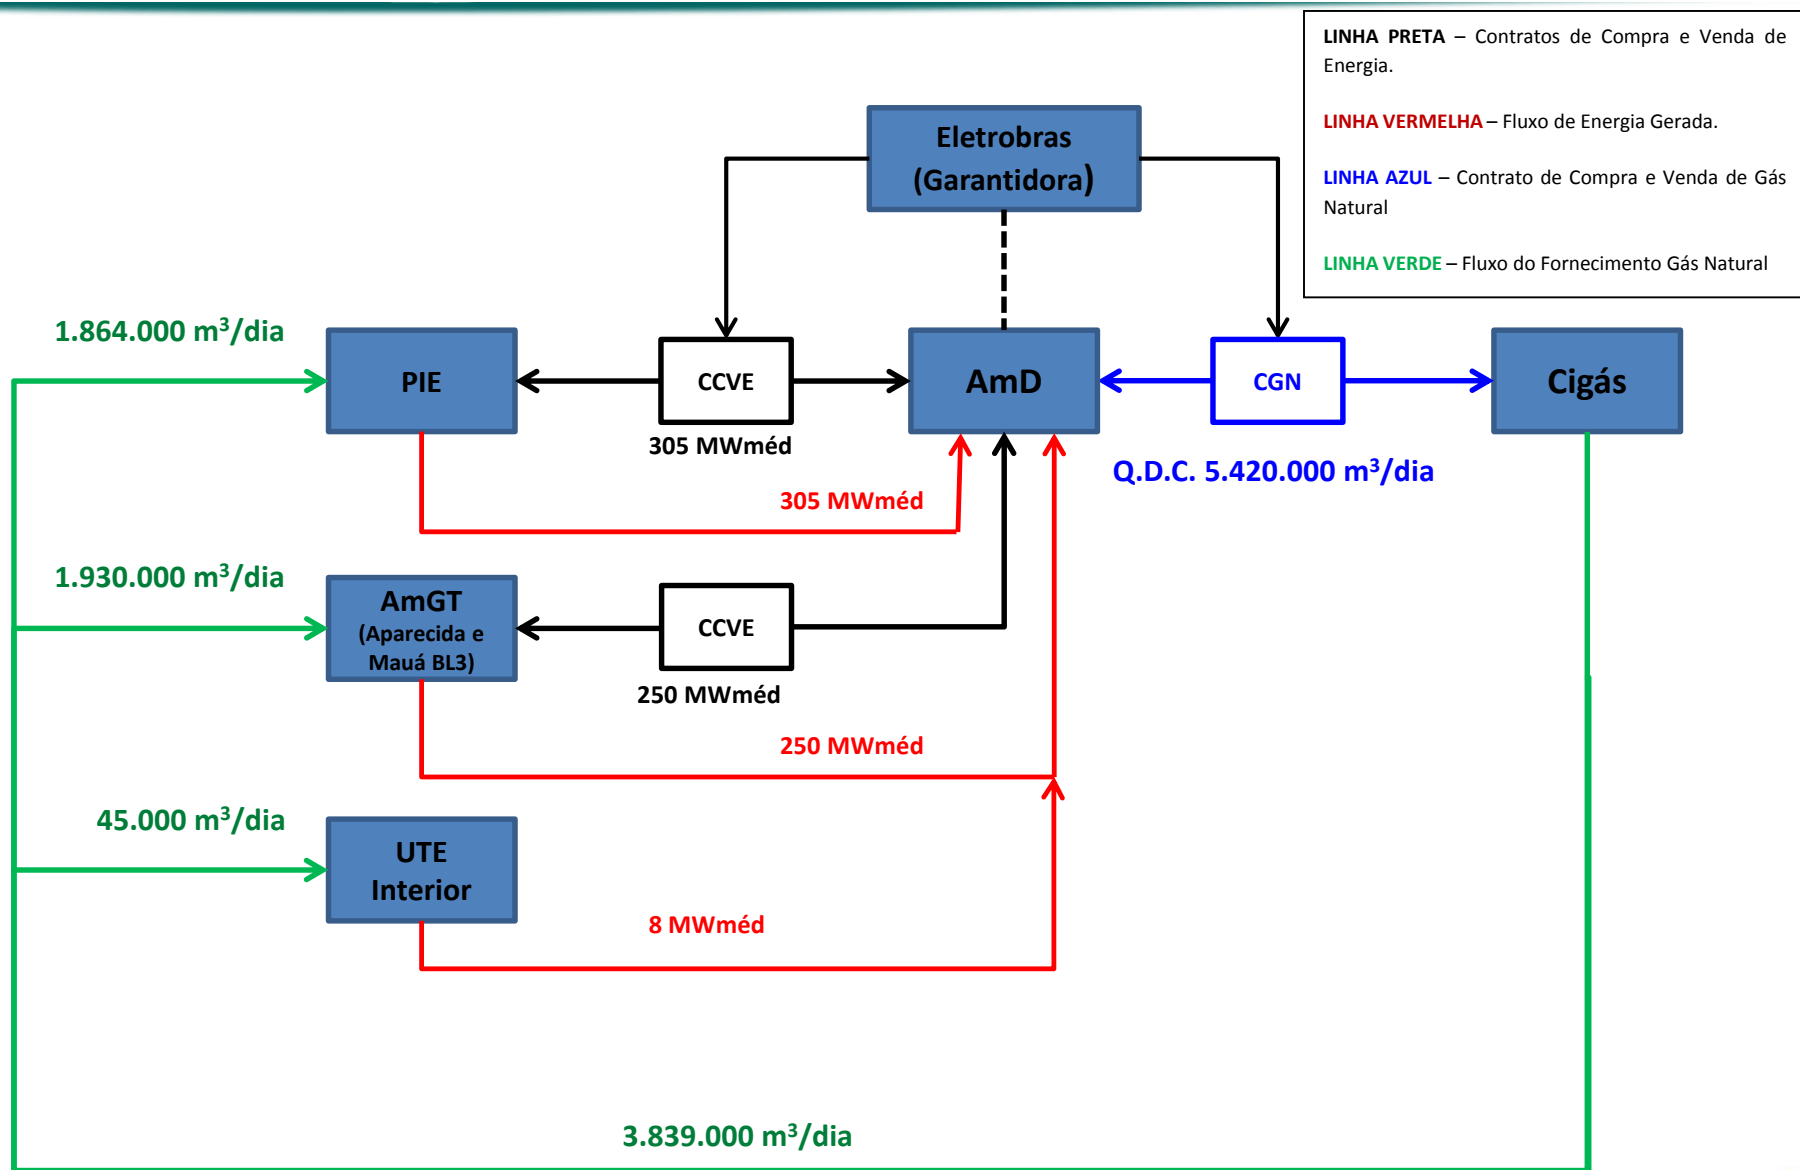 LINHA PRETA – Contratos de Compra e Venda de
Energia.
LINHA VERMELHA – Fluxo de Energia Gerada.
LINHA AZUL – Contrato de Compra e Venda de Gás
Natural
LINHA VERDE – Fluxo do Fornecimento Gás Natural
Eletrobras
(Garantidora)
1.864.000 m³/dia
PIE
CCVE
AmD
CGN
Cigás
305 MWméd
Q.D.C. 5.420.000 m³/dia
305 MWméd
1.930.000 m³/dia
AmGT
(Aparecida e
Mauá BL3)
CCVE
250 MWméd
250 MWméd
45.000 m³/dia
UTE
Interior
8 MWméd
3.839.000 m³/dia